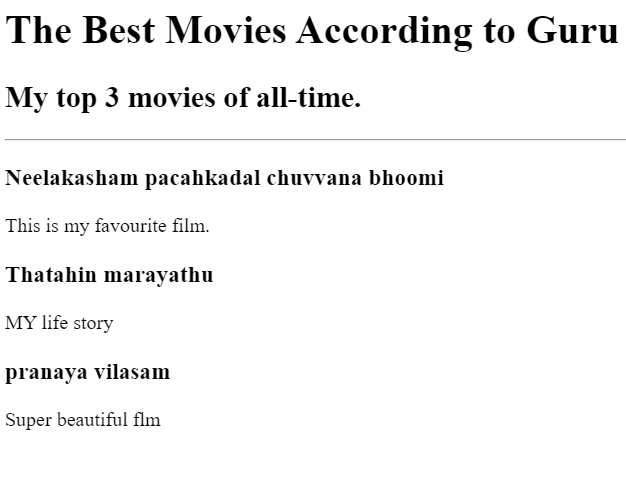 The Best Movies According to Guru
My top 3 movies of all-time.
Neelakasham pacahkadal chuvvana bhoomi
This is my favourite film.
Thatahin marayathu
MY life story
pranaya vilasam
Super beautiful flm